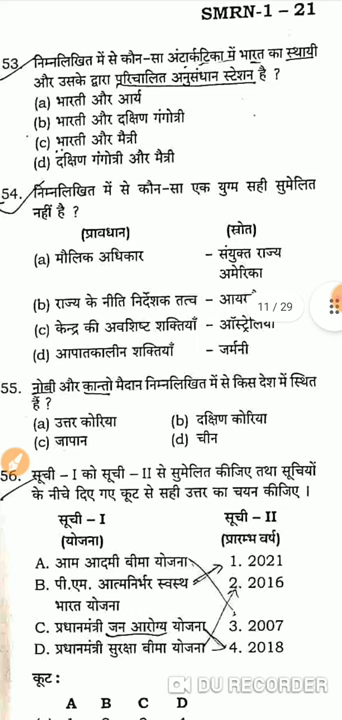 SMRN-1 – 21
53. निम्नलिखित में से कौन-सा अंटार्कटिका में भारत का स्थायी
और उसके द्वारा परिचालित अनुसंधान स्टेशन है ?
(a) भारती और आर्य
(b) भारती और दक्षिण गंगोत्री
(c) भारती और मैत्री
(d) दक्षिण गंगोत्री और मैत्री
54. निम्नलिखित में से कौन-सा एक युग्म सही सुमेलित
नहीं है ?
(प्रावधान) (स्रोत)
(a) मौलिक अधिकार – संयुक्त राज्य
अमेरिका
(b) राज्य के नीति निर्देशक तत्व –
11 / 29
(c) केन्द्र की अवशिष्ट शक्तियाँ – ऑस्ट्रेलिया
(d) आपातकालीन शक्तियाँ – जर्मनी
55. नोबी और कान्तो मैदान निम्नलिखित में से किस देश में स्थित
हैं ?
(a) उत्तर कोरिया (b) दक्षिण कोरिया
(c) जापान (d) चीन
56. सूची – I को सूची – II से सुमेलित कीजिए तथा सूचियों
के नीचे दिए गए कूट से सही उत्तर का चयन कीजिए ।
सूची – I सूची – II
(योजना) (प्रारम्भ वर्ष)
A. आम आदमी बीमा योजना 1. 2021
B. पी.एम. आत्मनिर्भर स्वस्थ 2. 2016
भारत योजना
C. प्रधानमंत्री जन आरोग्य योजना 3. 2007
D. प्रधानमंत्री सुरक्षा बीमा योजना 4. 2018
कूट :
DU RECORDER
A B C D